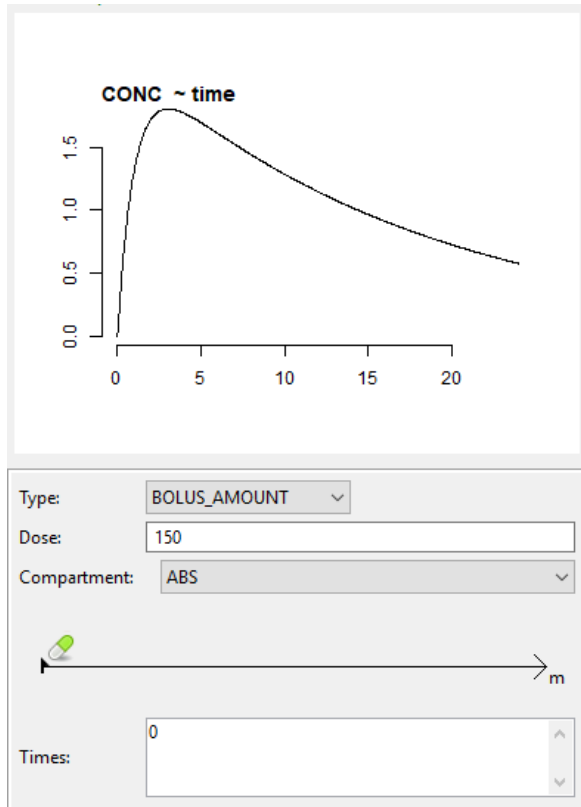 CONC ~ time
1.5
1.0
0.5
0.0
0 5 10 15 20
Type: BOLUS_AMOUNT
Dose: 150
Compartment: ABS
m
0
Times: